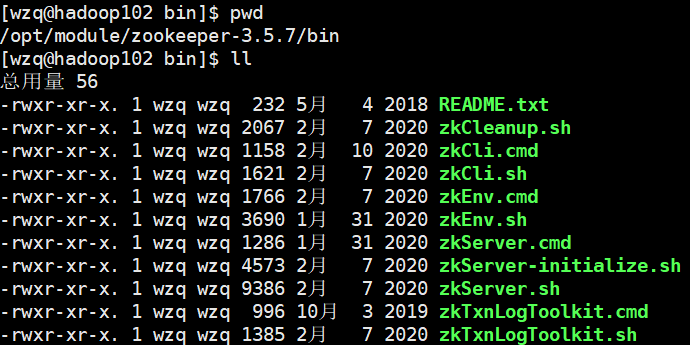 [wzq@hadoop102 bin]$ pwd
/opt/module/zookeeper-3.5.7/bin
[wzq@hadoop102 bin]$ ll
总用量 56
-rwxr-xr-x. 1 wzq wzq  232 5月   4 2018 README.txt
-rwxr-xr-x. 1 wzq wzq 2067 2月   7 2020 zkCleanup.sh
-rwxr-xr-x. 1 wzq wzq 1158 2月  10 2020 zkCli.cmd
-rwxr-xr-x. 1 wzq wzq 1621 2月   7 2020 zkCli.sh
-rwxr-xr-x. 1 wzq wzq 1766 2月   7 2020 zkEnv.cmd
-rwxr-xr-x. 1 wzq wzq 3690 1月  31 2020 zkEnv.sh
-rwxr-xr-x. 1 wzq wzq 1286 1月  31 2020 zkServer.cmd
-rwxr-xr-x. 1 wzq wzq 4573 2月   7 2020 zkServer-initialize.sh
-rwxr-xr-x. 1 wzq wzq 9386 2月   7 2020 zkServer.sh
-rwxr-xr-x. 1 wzq wzq  996 10月  3 2019 zkTxnLogToolkit.cmd
-rwxr-xr-x. 1 wzq wzq 1385 2月   7 2020 zkTxnLogToolkit.sh